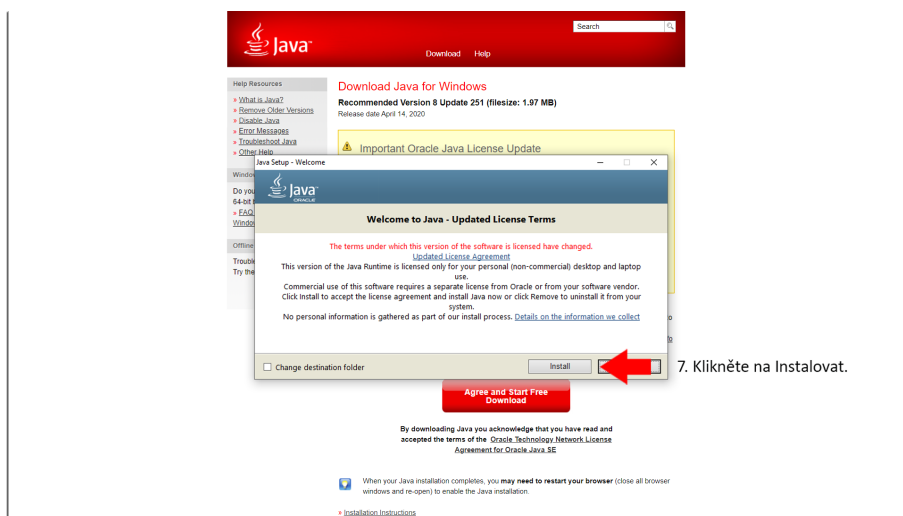 Search
Java™
Download Help
Help Resources
» What is Java?
» Remove Older Versions
» Disable Java
» Error Messages
» Troubleshoot Java
» Other Help
Download Java for Windows
Recommended Version 8 Update 251 (filesize: 1.97 MB)
Release date April 14, 2020
Important Oracle Java License Update
Java Setup - Welcome
Java™
ORACLE
Welcome to Java - Updated License Terms
The terms under which this version of the software is licensed have changed.
Updated License Agreement
This version of the Java Runtime is licensed only for your personal (non-commercial) desktop and laptop
use.
Commercial use of this software requires a separate license from Oracle or from your software vendor.
Click Install to accept the license agreement and install Java now or click Remove to uninstall it from your
system.
No personal information is gathered as part of our install process. Details on the information we collect
Change destination folder
Install
7. Klikněte na Instalovat.
Do you
64-bit
» FAQ
Offline
Try the
Agree and Start Free
Download
By downloading Java you acknowledge that you have read and
accepted the terms of the Oracle Technology Network License
Agreement for Oracle Java SE
When your Java installation completes, you may need to restart your browser (close all browser
windows and re-open) to enable the Java installation.
» Installation Instructions